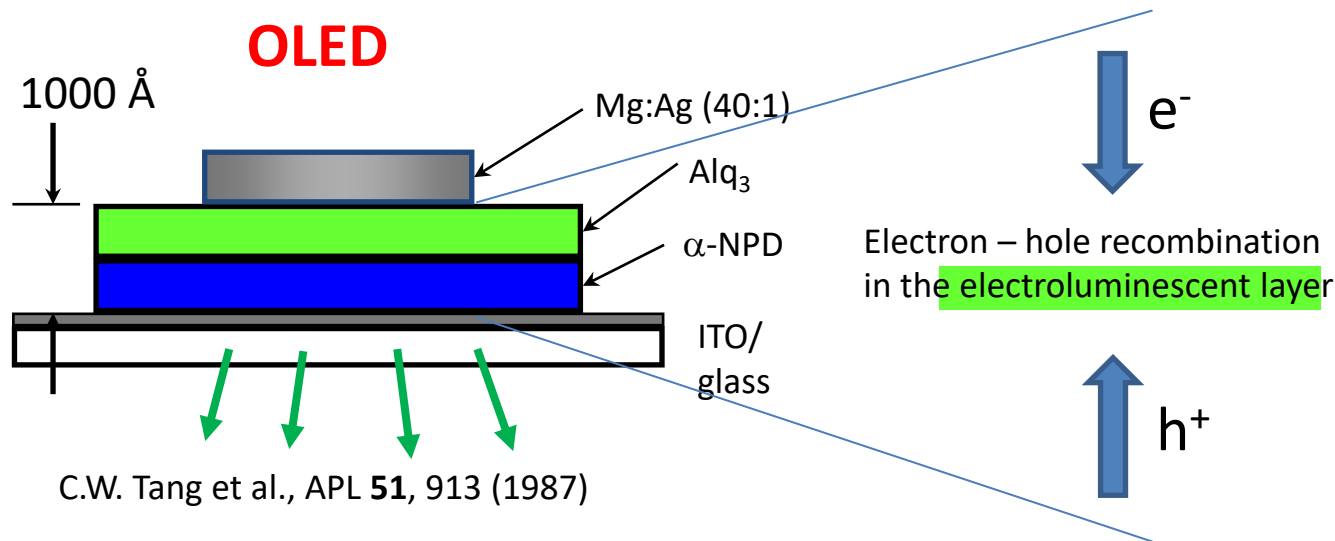 OLED
1000 Å
Mg:Ag (40:1)
Alq₃
α-NPD
ITO/
glass
C.W. Tang et al., APL 51, 913 (1987)
e⁻
Electron – hole recombination
in the electroluminescent layer
h⁺